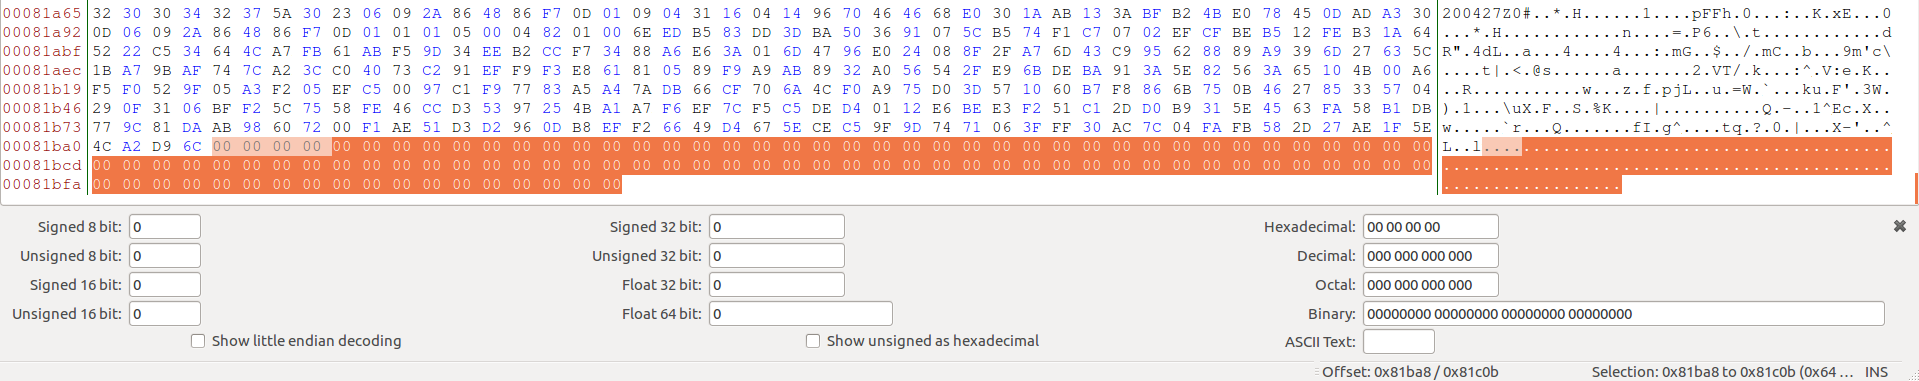 00081a65 32 30 30 34 32 37 5A 30 23 06 09 2A 86 48 86 F7 0D 01 09 04 31 16 04 14 96 70 46 46 68 E0 30 1A AB 13 3A BF B2 4B E0 78 45 0D AD A3 30 200427Z0#..*.H......1....pFFh.0...:..K.xE...0
00081a92 0D 06 09 2A 86 48 86 F7 0D 01 01 01 05 00 04 82 01 00 6E ED B5 83 DD 3D BA 50 36 91 07 5C B5 74 F1 C7 07 02 EF CF BE B5 12 FE B3 1A 64 ...*.H............n....=.P6..\.t............d
00081abf 52 22 C5 34 64 4C A7 FB 61 AB F5 9D 34 EE B2 CC F7 34 88 A6 E6 3A 01 6D 47 96 E0 24 08 8F 2F A7 6D 43 C9 95 62 88 89 A9 39 6D 27 63 5C R".4dL..a...4....4...:.mG..$../.mC..b...9m'c\
00081aec 1B A7 9B AF 74 7C A2 3C C0 40 73 C2 91 EF F9 F3 E8 61 81 05 89 F9 A9 AB 89 32 A0 56 54 2F E9 6B DE BA 91 3A 5E 82 56 3A 65 10 4B 00 A6 ....t|.<.@s......a.......2.VT/.k...:^.V:e.K..
00081b19 F5 F0 52 9F 05 A3 F2 05 EF C5 00 97 C1 F9 77 83 A5 A4 7A DB 66 CF 70 6A 4C F0 A9 75 D0 3D 57 10 60 B7 F8 86 6B 75 0B 46 27 85 33 57 04 ..R...........w...z.f.pjL..u.=W.`...ku.F'.3W.
00081b46 29 0F 31 06 BF F2 5C 75 58 FE 46 CC D3 53 97 25 4B A1 A7 F6 EF 7C F5 C5 DE D4 01 12 E6 BE E3 F2 51 C1 2D D0 B9 31 5E 45 63 FA 58 B1 DB ).1...\uX.F..S.%K....|...........Q.-..1^Ec.X..
00081b73 77 9C 81 DA AB 98 60 72 00 F1 AE 51 D3 D2 96 0D B8 EF F2 66 49 D4 67 5E CE C5 9F 9D 74 71 06 3F FF 30 AC 7C 04 FA FB 58 2D 27 AE 1F 5E w.....`r...Q.......fI.g^....tq.?.0.|...X-'..^
00081ba0 4C A2 D9 6C 00 00 00 00 00 00 00 00 00 00 00 00 00 00 00 00 00 00 00 00 00 00 00 00 00 00 00 00 00 00 00 00 00 00 00 00 00 00 00 00 00 L..l.........................................
00081bcd 00 00 00 00 00 00 00 00 00 00 00 00 00 00 00 00 00 00 00 00 00 00 00 00 00 00 00 00 00 00 00 00 00 00 00 00 00 00 00 00 00 00 00 00 00 .............................................
00081bfa 00 00 00 00 00 00 00 00 00 00 00 00 00 00 00 00 00 00 ..................
Signed 8 bit: 0 Signed 32 bit: 0 Hexadecimal: 00 00 00 00
Unsigned 8 bit: 0 Unsigned 32 bit: 0 Decimal: 000 000 000 000
Signed 16 bit: 0 Float 32 bit: 0 Octal: 000 000 000 000
Unsigned 16 bit: 0 Float 64 bit: 0 Binary: 00000000 00000000 00000000 00000000
Show little endian decoding Show unsigned as hexadecimal ASCII Text:
Offset: 0x81ba8 / 0x81c0b Selection: 0x81ba8 to 0x81c0b (0x64 ... INS